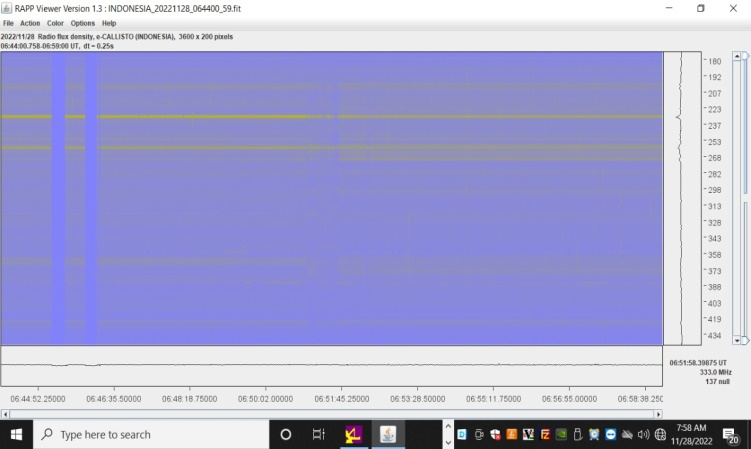 RAPP Viewer Version 1.3 : INDONESIA_20221128_064400_59.fit
File Action Color Options Help
2022/11/28 Radio flux density, e-CALLISTO (INDONESIA), 3600 x 200 pixels
06:44:00.758-06:59:00 UT, dt = 0.25s
180
192
207
223
237
253
268
282
298
313
328
343
358
373
388
403
419
434
06:51:58.39875 UT
333.0 MHz
137 null
06:44:52.25000 06:46:35.50000 06:48:18.75000 06:50:02.00000 06:51:45.25000 06:53:28.50000 06:55:11.75000 06:56:55.00000 06:58:38.250
Type here to search
7:58 AM
11/28/2022
20